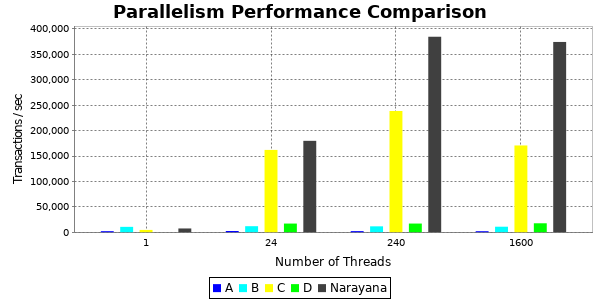 Parallelism Performance Comparison
400,000
350,000
300,000
250,000
200,000
150,000
100,000
50,000
0
Transactions / sec
1 24 240 1600
Number of Threads
A B C D Narayana